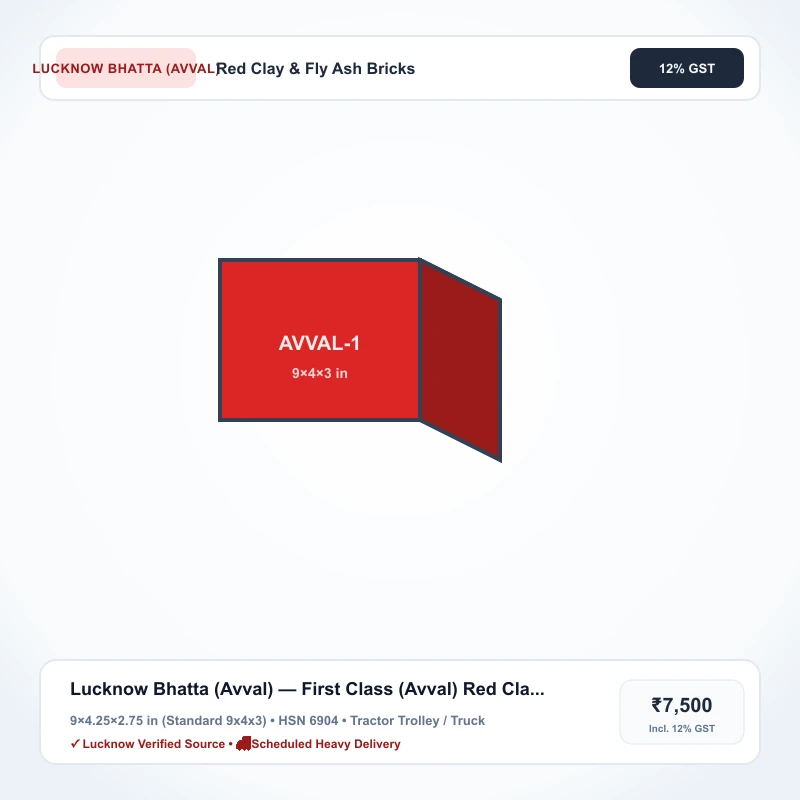 LUCKNOW BHATTA (AVVAL)
Red Clay & Fly Ash Bricks
12% GST
AVVAL-1
9×4×3 in
Lucknow Bhatta (Avval) — First Class (Avval) Red Cla...
9×4.25×2.75 in (Standard 9x4x3) • HSN 6904 • Tractor Trolley / Truck
✓ Lucknow Verified Source • 🚚 Scheduled Heavy Delivery
₹7,500
Incl. 12% GST